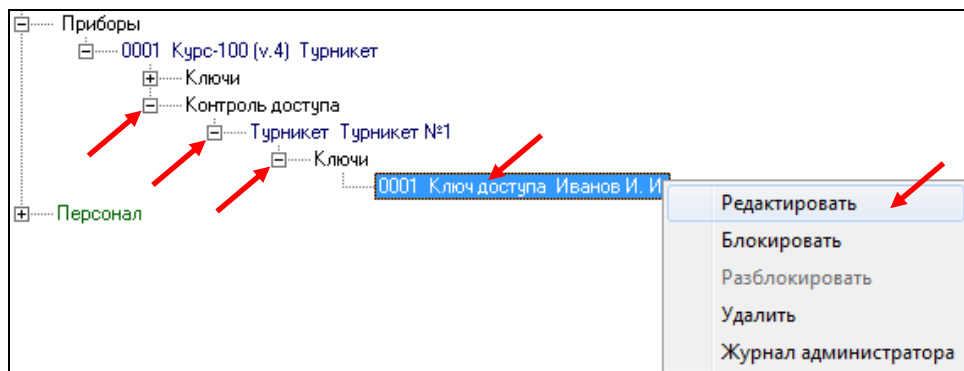 Приборы
0001 Курс-100 (v.4) Турникет
Ключи
Контроль доступа
Турникет Турникет №1
Ключи
0001 Ключ доступа Иванов И. И
Персонал
Редактировать
Блокировать
Разблокировать
Удалить
Журнал администратора